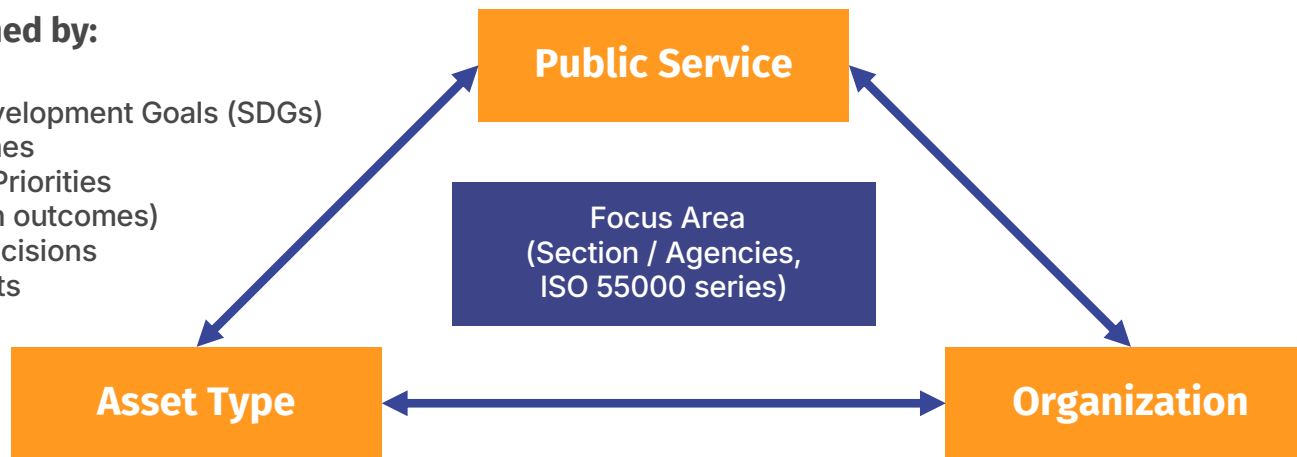 ned by:
Public Service
velopment Goals (SDGs)
nes
Priorities
n outcomes)
cisions
ts
Focus Area
(Section / Agencies,
ISO 55000 series)
Asset Type
Organization